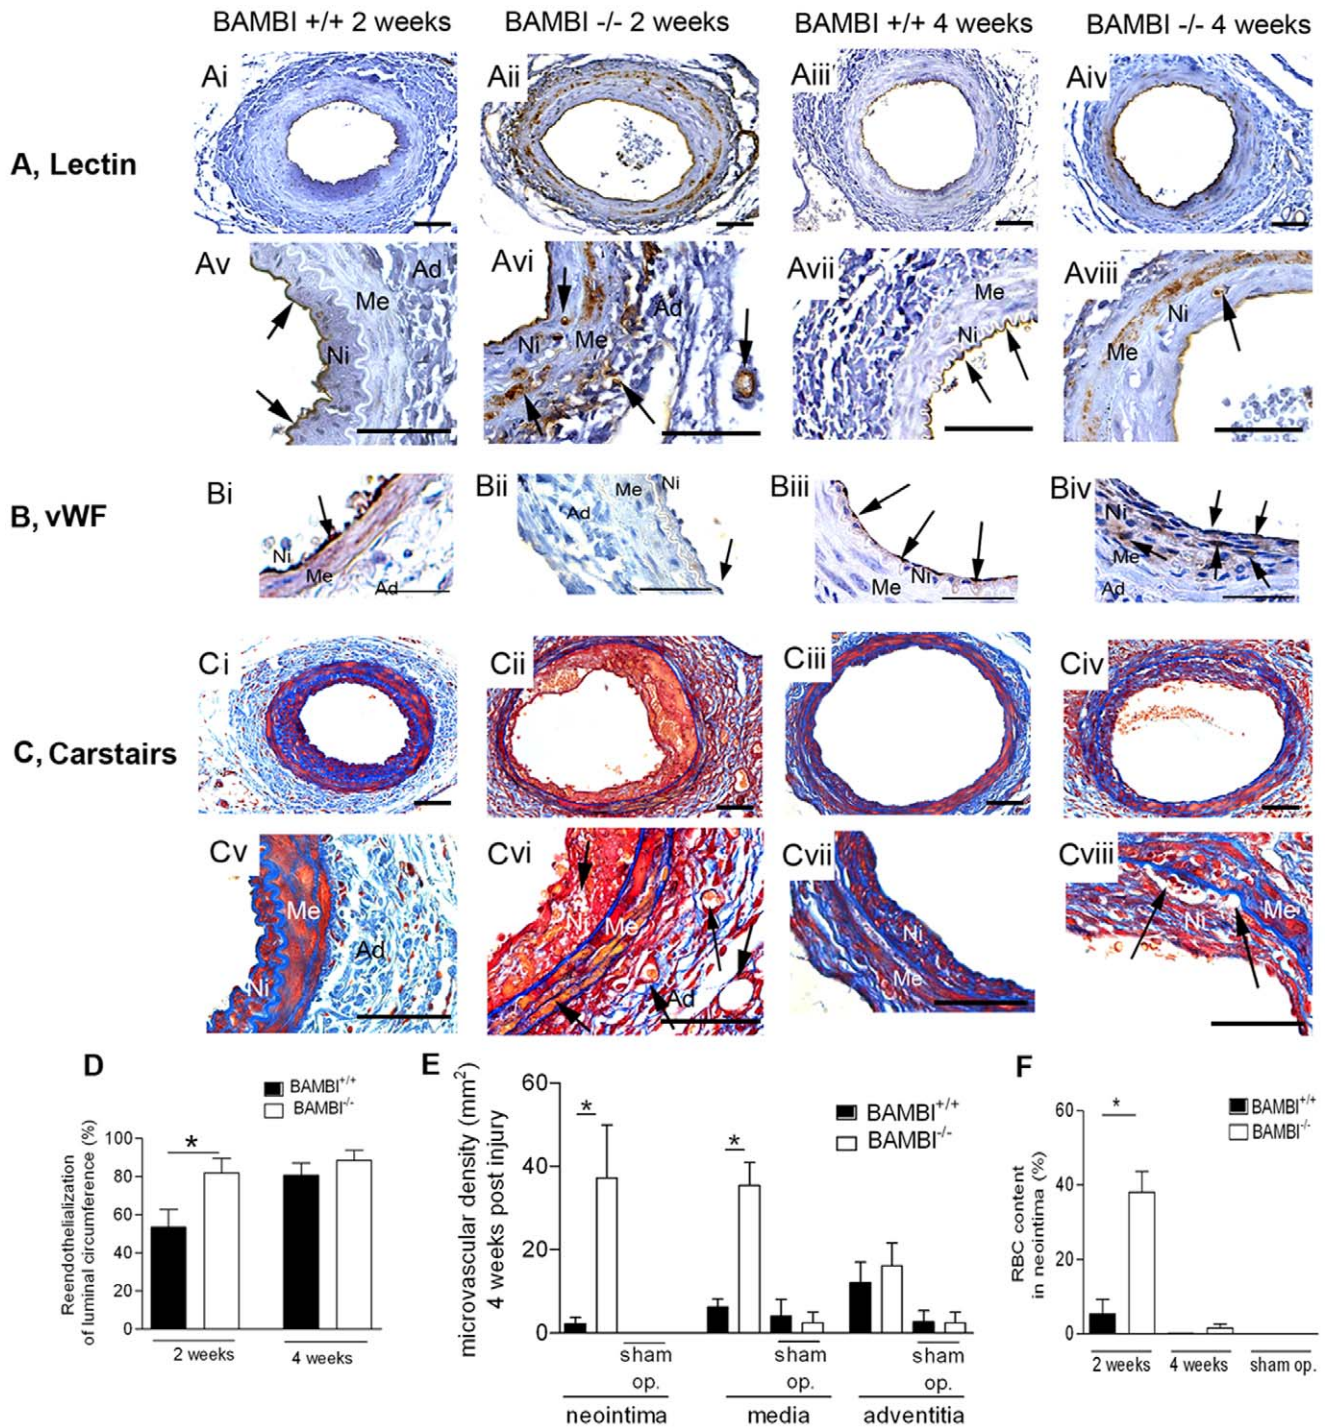 BAMBI +/+ 2 weeks BAMBI -/- 2 weeks BAMBI +/+ 4 weeks BAMBI -/- 4 weeks
A, Lectin
Ai Aii Aiii Aiv
Av Ad Me Ni
Avi Ad Ni Me
Avii Me Ni
Aviii Ni Me
B, vWF
Bi Ni Me Ad
Bii Me Ni Ad
Biii Me Ni
Biv Ni Me Ad
C, Carstairs
Ci Cii Ciii Civ
Cv Me Ad Ni
Cvi Ni Me Ad
Cvii Ni Me
Cviii Ni Me
D
BAMBI+/+
BAMBI-/-
Reendothelialization
of luminal circumference (%)
100
80
60
40
20
0
*
2 weeks 4 weeks
E
microvascular density (mm2)
4 weeks post injury
60
40
20
0
BAMBI+/+
BAMBI-/-
* *
sham sham sham
op. op. op.
neointima media adventitia
F
BAMBI+/+
BAMBI-/-
RBC content
in neointima (%)
60
40
20
0
*
2 weeks 4 weeks sham op.